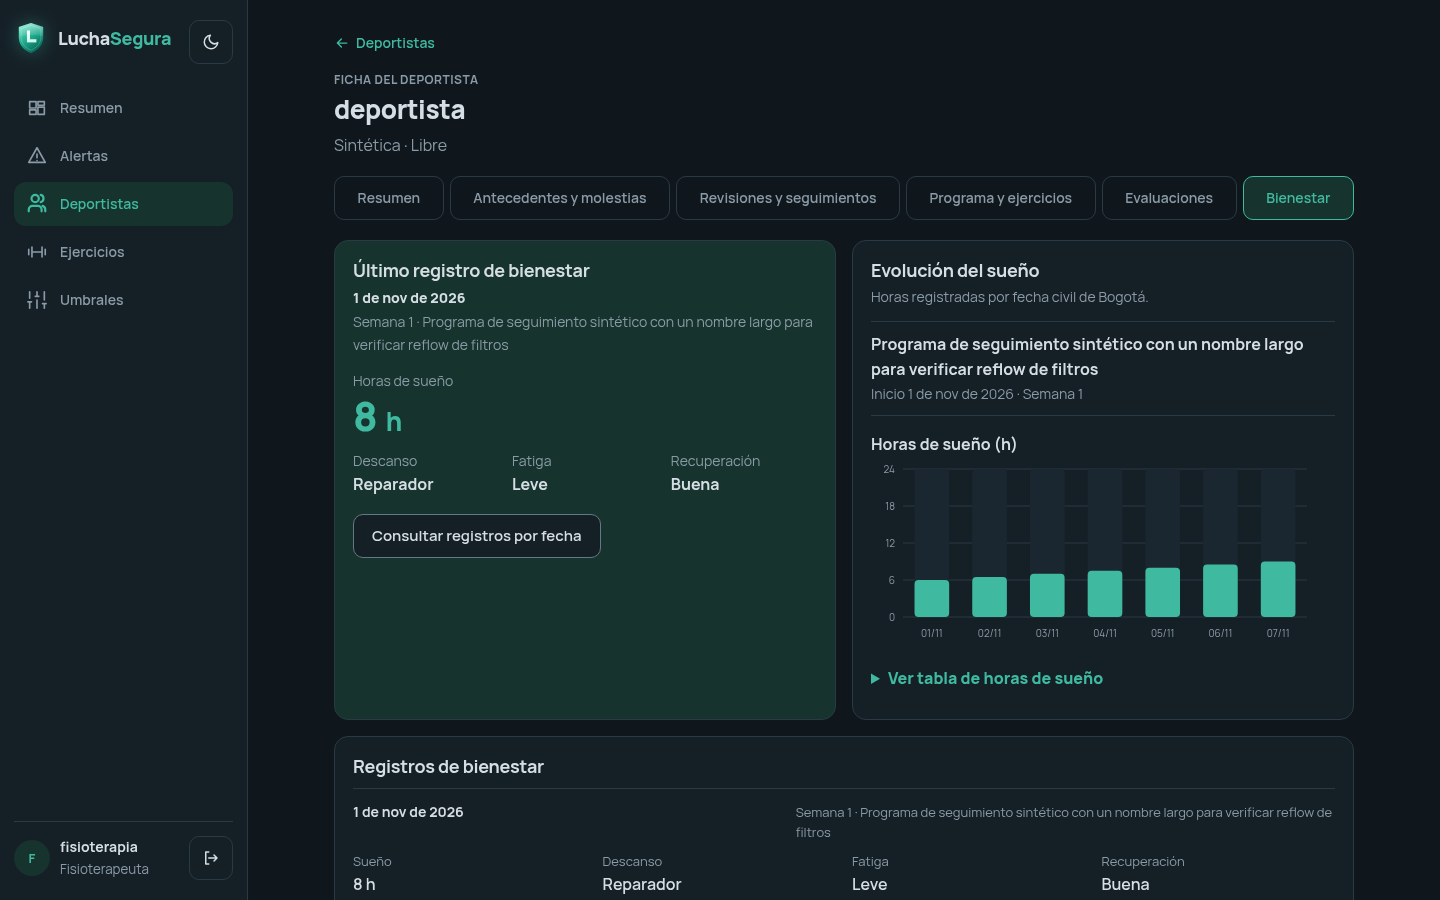 LuchaSegura
Resumen
Alertas
Deportistas
Ejercicios
Umbrales
F
fisioterapia
Fisioterapeuta
← Deportistas
FICHA DEL DEPORTISTA
deportista
Sintética · Libre
Resumen
Antecedentes y molestias
Revisiones y seguimientos
Programa y ejercicios
Evaluaciones
Bienestar
Último registro de bienestar
1 de nov de 2026
Semana 1 · Programa de seguimiento sintético con un nombre largo para
verificar reflow de filtros
Horas de sueño
8 h
Descanso Fatiga Recuperación
Reparador Leve Buena
Consultar registros por fecha
Evolución del sueño
Horas registradas por fecha civil de Bogotá.
Programa de seguimiento sintético con un nombre largo
para verificar reflow de filtros
Inicio 1 de nov de 2026 · Semana 1
Horas de sueño (h)
24
18
12
6
0
01/11 02/11 03/11 04/11 05/11 06/11 07/11
Ver tabla de horas de sueño
Registros de bienestar
1 de nov de 2026
Semana 1 · Programa de seguimiento sintético con un nombre largo para verificar reflow de
filtros
Sueño Descanso Fatiga Recuperación
8 h Reparador Leve Buena